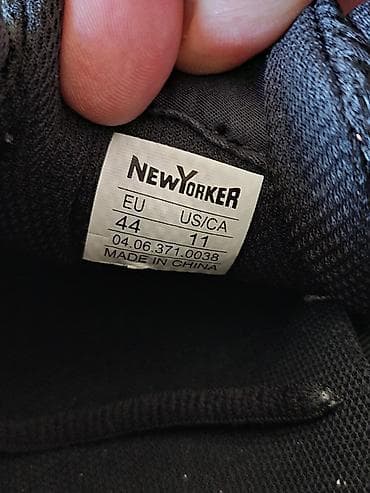 NEWYORKER
EU US/CA
44 11
04.06.371.0038
MADE IN CHINA